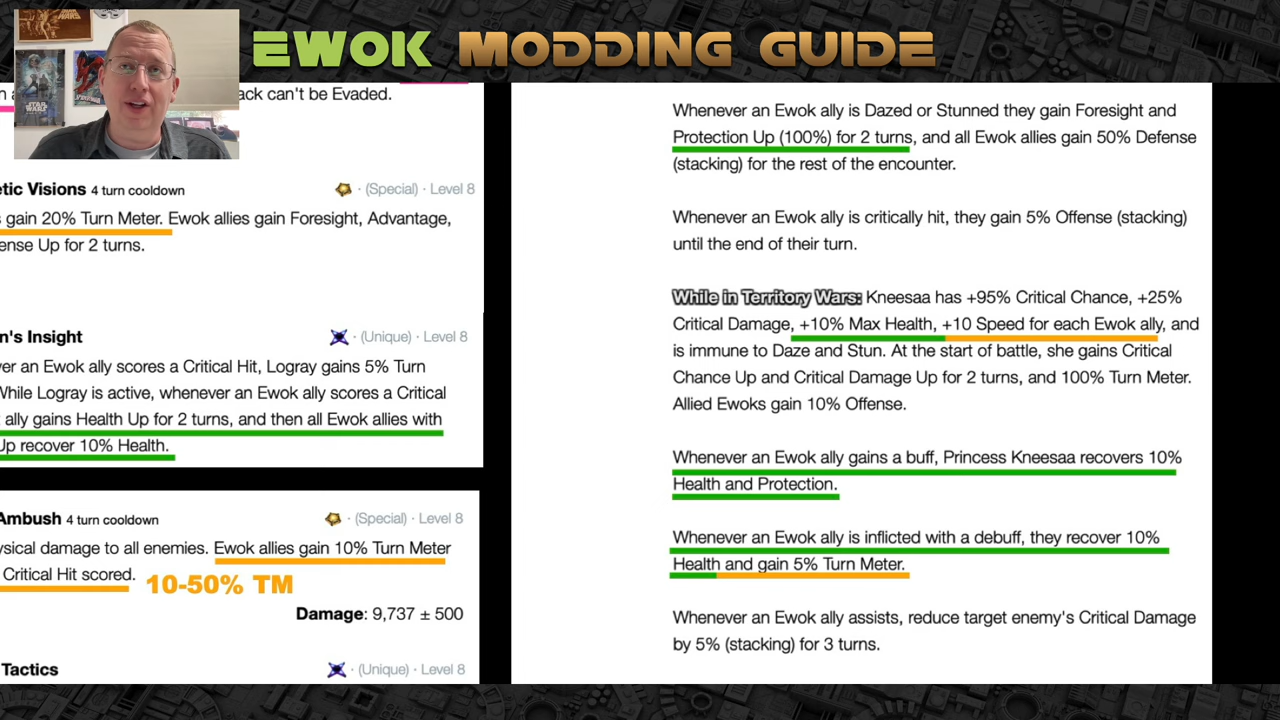 EWOK MODDING GUIDE
ack can't be Evaded.
etic Visions 4 turn cooldown
(Special) · Level 8
gain 20% Turn Meter. Ewok allies gain Foresight, Advantage,
ense Up for 2 turns.
n's Insight
(Unique) · Level 8
er an Ewok ally scores a Critical Hit, Logray gains 5% Turn
While Logray is active, whenever an Ewok ally scores a Critical
ally gains Health Up for 2 turns, and then all Ewok allies with
Up recover 10% Health.
Ambush 4 turn cooldown
(Special) · Level 8
ysical damage to all enemies. Ewok allies gain 10% Turn Meter
Critical Hit scored.
10-50% TM
Damage: 9,737 ± 500
Tactics
(Unique) · Level 8
Whenever an Ewok ally is Dazed or Stunned they gain Foresight and
Protection Up (100%) for 2 turns, and all Ewok allies gain 50% Defense
(stacking) for the rest of the encounter.
Whenever an Ewok ally is critically hit, they gain 5% Offense (stacking)
until the end of their turn.
While in Territory Wars: Kneesaa has +95% Critical Chance, +25%
Critical Damage, +10% Max Health, +10 Speed for each Ewok ally, and
is immune to Daze and Stun. At the start of battle, she gains Critical
Chance Up and Critical Damage Up for 2 turns, and 100% Turn Meter.
Allied Ewoks gain 10% Offense.
Whenever an Ewok ally gains a buff, Princess Kneesaa recovers 10%
Health and Protection.
Whenever an Ewok ally is inflicted with a debuff, they recover 10%
Health and gain 5% Turn Meter.
Whenever an Ewok ally assists, reduce target enemy's Critical Damage
by 5% (stacking) for 3 turns.